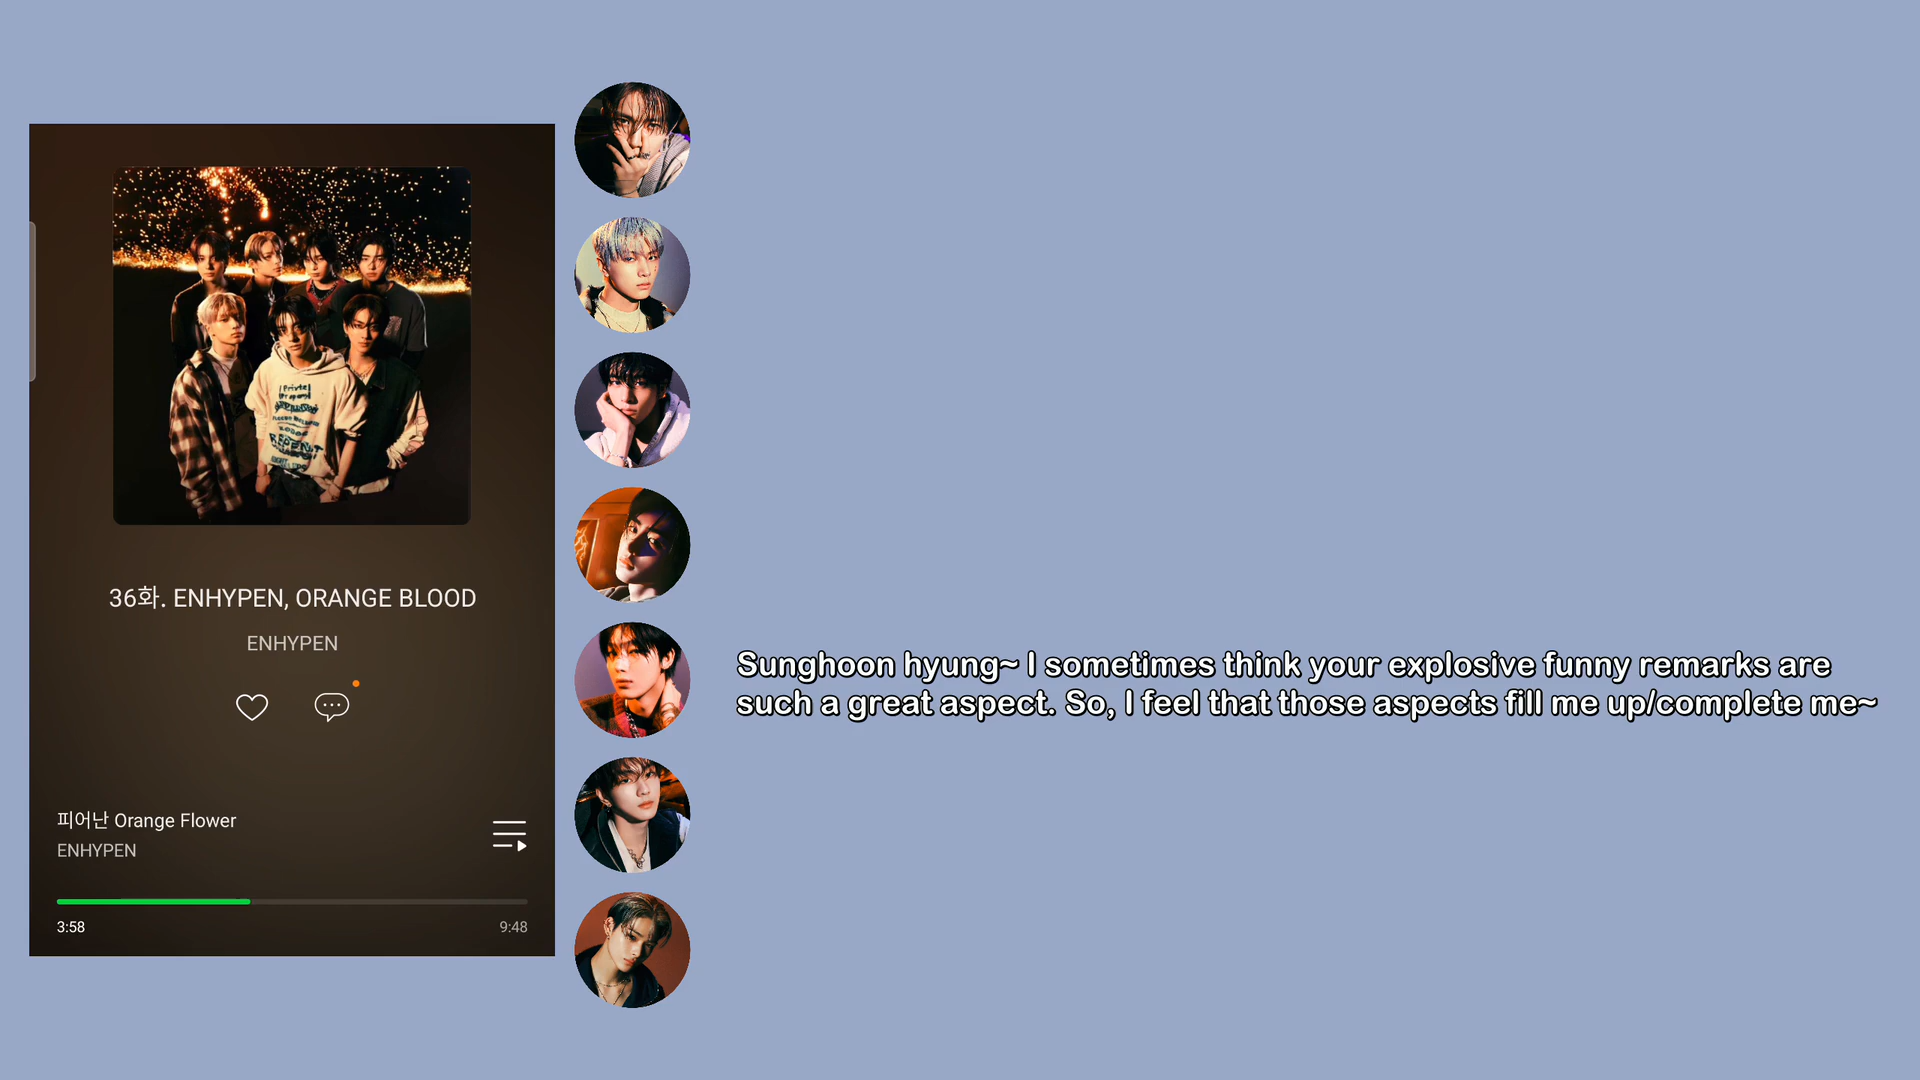 36화. ENHYPEN, ORANGE BLOOD
ENHYPEN
피어난 Orange Flower
ENHYPEN
3:58
9:48
Sunghoon hyung~ I sometimes think your explosive funny remarks are
such a great aspect. So, I feel that those aspects fill me up/complete me~